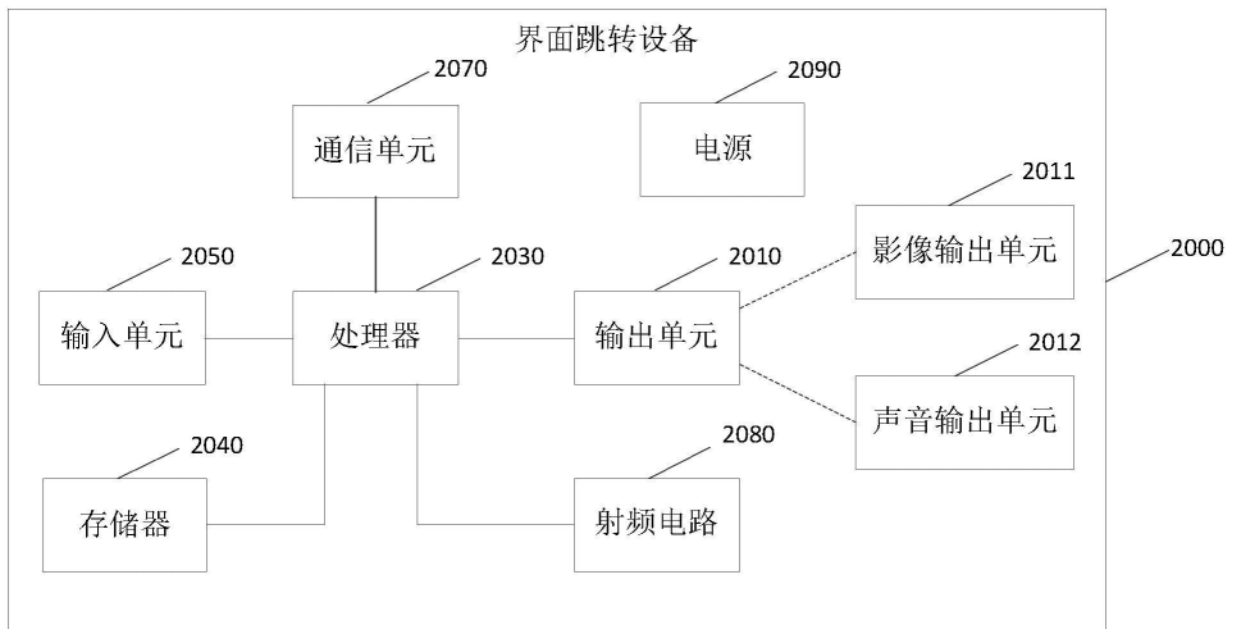 界面跳转设备
2070
2090
通信单元
电源
2011
影像输出单元
2000
2050
2030
2010
输入单元
处理器
输出单元
2012
声音输出单元
2040
2080
存储器
射频电路